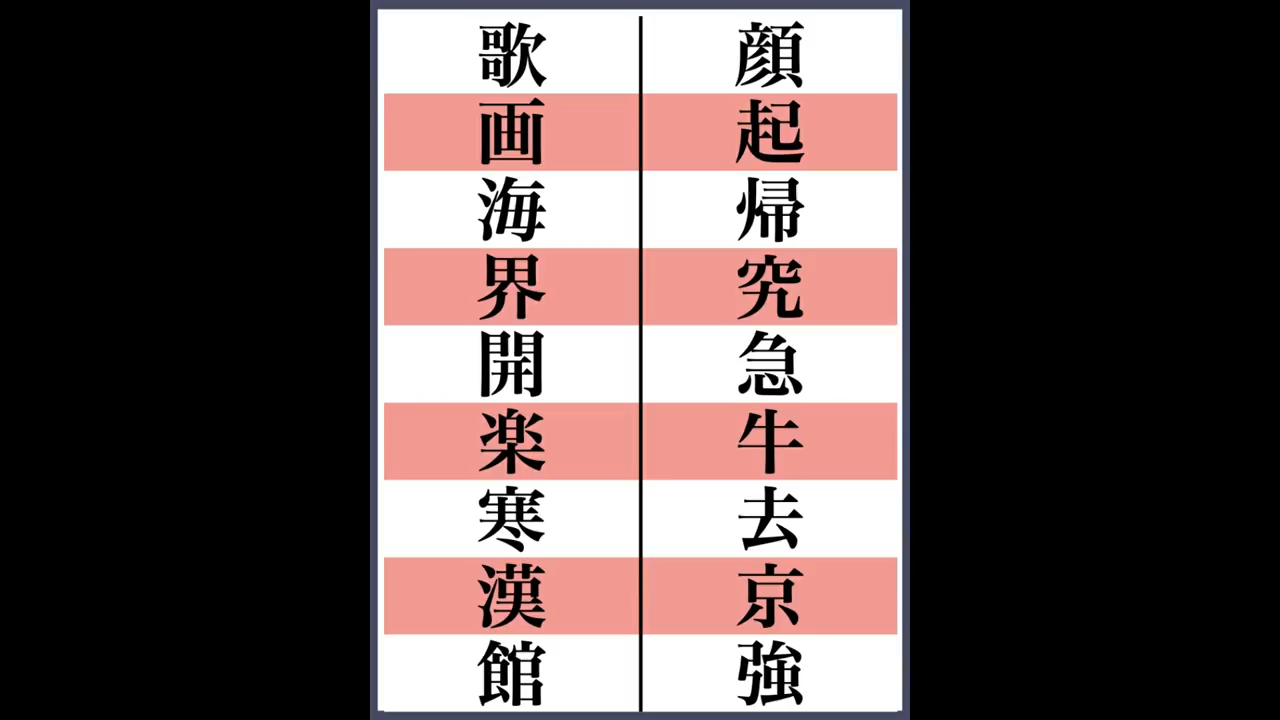 歌 顔
画 起
海 帰
界 究
開 急
楽 牛
寒 去
漢 京
館 強